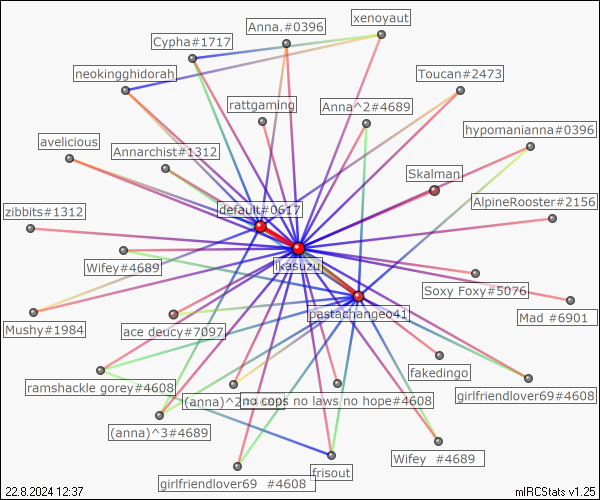 xenoyaut
Anna.#0396
Cypha#1717
neokingghidorah
Toucan#2473
rattgaming
Anna^2#4689
hypomanianna#0396
avelicious
Annarchist#1312
Skalman
AlpineRooster#2156
default#0617
zibbits#1312
ikasuzu
Wifey#4689
Soxy Foxy#5076
Mad #6901
pastachangeo41
Mushy#1984
ace deucy#7097
fakedingo
ramshackle gorey#4608
(anna)^2
no cops no laws no hope#4608
girlfriendlover69#4608
(anna)^3#4689
Wifey #4689
frisout
girlfriendlover69 #4608
22.8.2024 12:37
mIRCStats v1.25